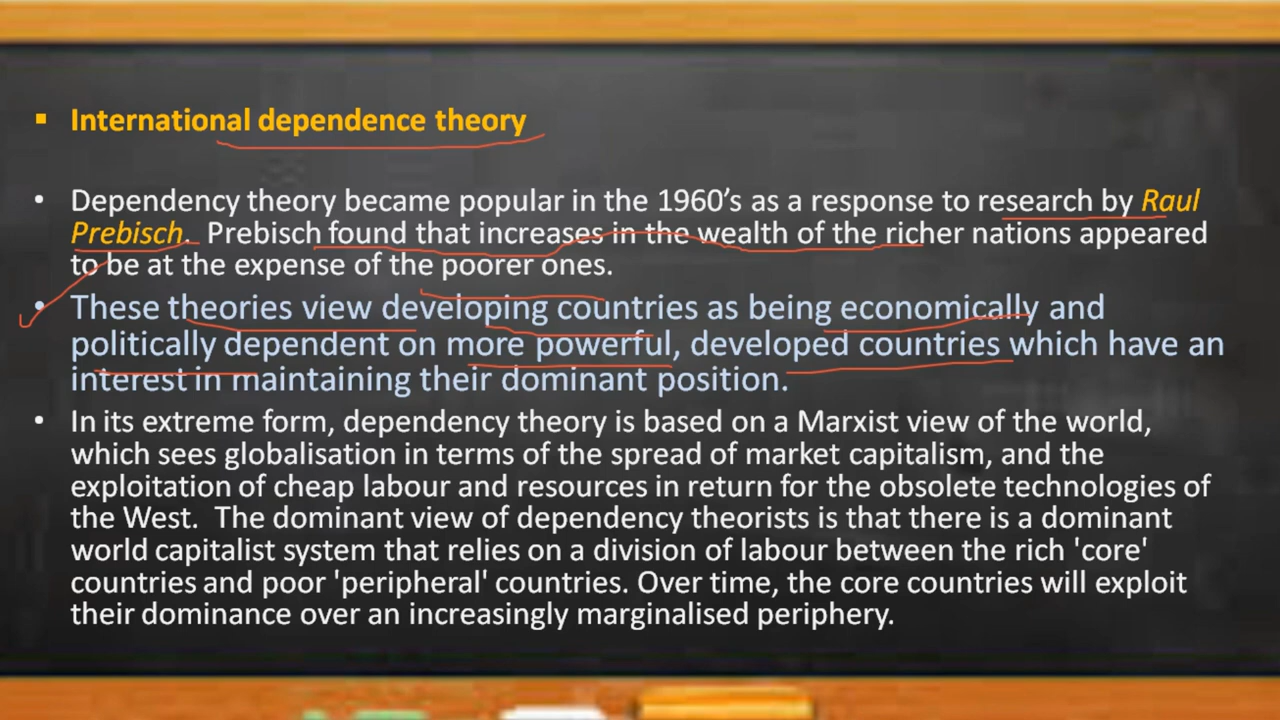 International dependence theory
Dependency theory became popular in the 1960's as a response to research by Raul
Prebisch. Prebisch found that increases in the wealth of the richer nations appeared
to be at the expense of the poorer ones.
These theories view developing countries as being economically and
politically dependent on more powerful, developed countries which have an
interest in maintaining their dominant position.
In its extreme form, dependency theory is based on a Marxist view of the world,
which sees globalisation in terms of the spread of market capitalism, and the
exploitation of cheap labour and resources in return for the obsolete technologies of
the West. The dominant view of dependency theorists is that there is a dominant
world capitalist system that relies on a division of labour between the rich 'core'
countries and poor 'peripheral' countries. Over time, the core countries will exploit
their dominance over an increasingly marginalised periphery.